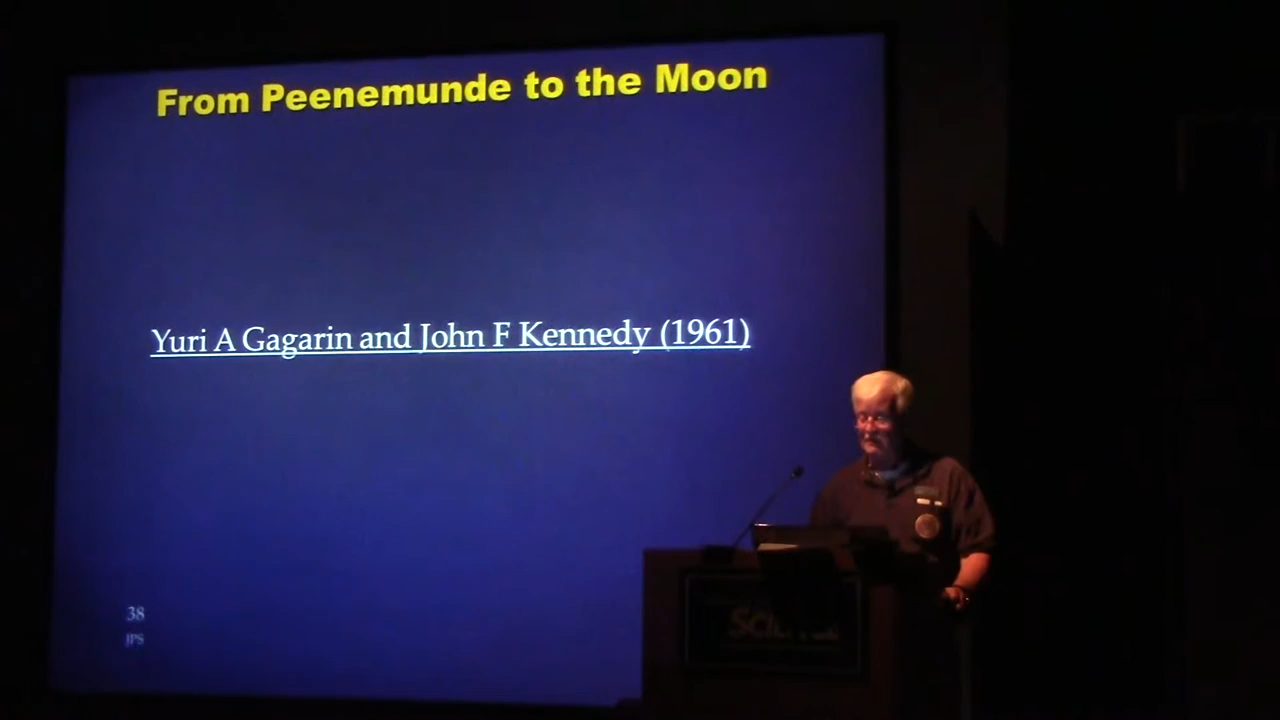 From Peenemunde to the Moon
Yuri A Gagarin and John F Kennedy (1961)
38
JPS